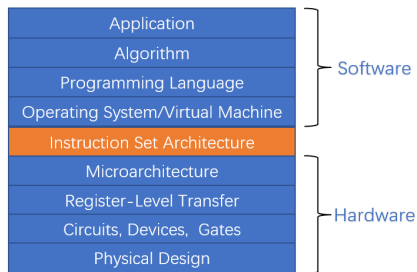 Application
Algorithm
Programming Language
Operating System/Virtual Machine
Instruction Set Architecture
Microarchitecture
Register-Level Transfer
Circuits, Devices, Gates
Physical Design
Software
Hardware